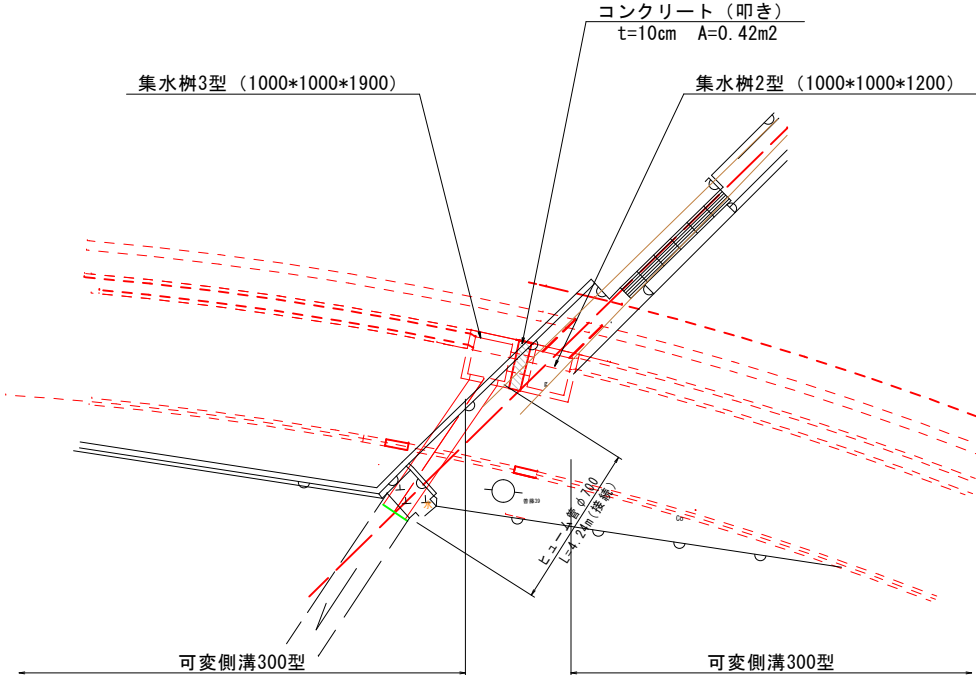 コンクリート（叩き）
t=10cm A=0.42m2
集水桝3型（1000*1000*1900）
集水桝2型（1000*1000*1200）
ヒューム管φ700
L=4.24m(接続)
可変側溝300型
可変側溝300型